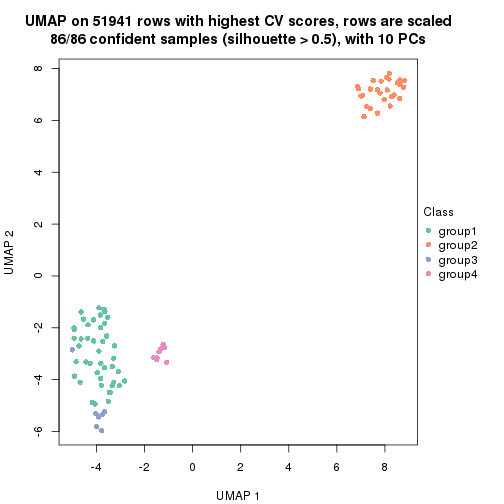 UMAP on 51941 rows with highest CV scores, rows are scaled
86/86 confident samples (silhouette > 0.5), with 10 PCs
8
6
4
2
0
-2
-4
-6
UMAP 2
-4
-2
0
2
4
6
8
UMAP 1
Class
group1
group2
group3
group4